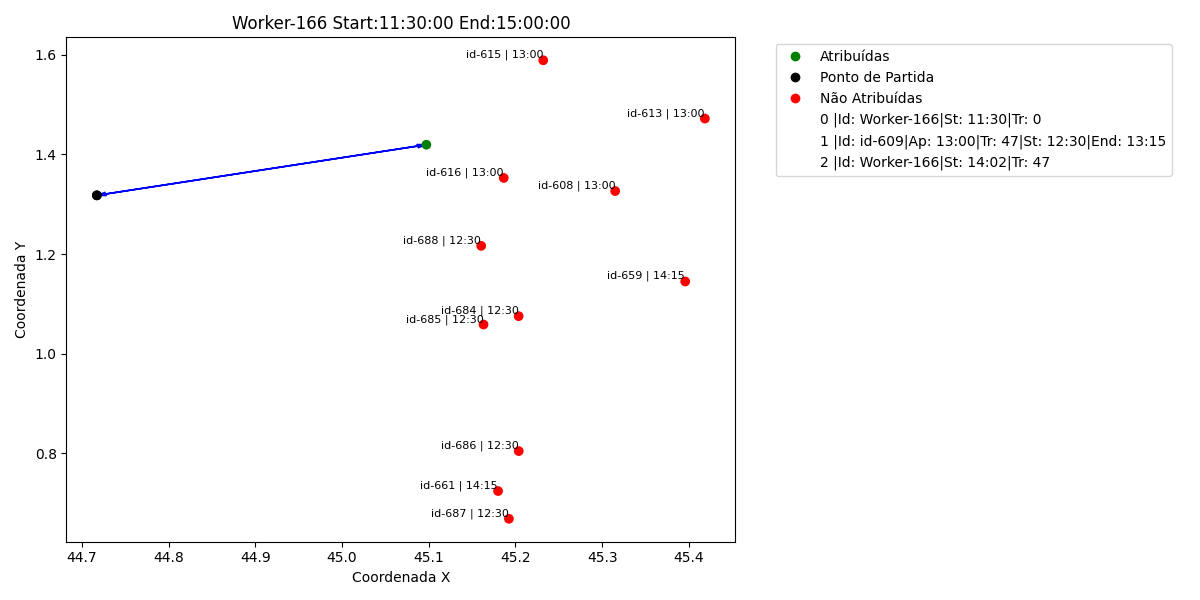 Worker-166 Start:11:30:00 End:15:00:00
Coordenada Y
1.6
1.4
1.2
1.0
0.8
id-615 | 13:00
id-613 | 13:00
id-616 | 13:00
id-608 | 13:00
id-688 | 12:30
id-659 | 14:15
id-684 | 12:30
id-685 | 12:30
id-686 | 12:30
id-661 | 14:15
id-687 | 12:30
44.7 44.8 44.9 45.0 45.1 45.2 45.3 45.4
Coordenada X
Atribuídas
Ponto de Partida
Não Atribuídas
0 |Id: Worker-166|St: 11:30|Tr: 0
1 |Id: id-609|Ap: 13:00|Tr: 47|St: 12:30|End: 13:15
2 |Id: Worker-166|St: 14:02|Tr: 47